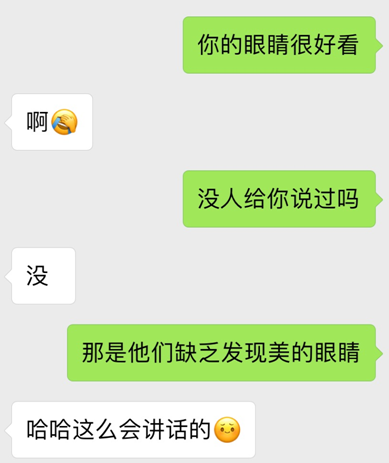 你的眼睛很好看
啊🤦
没人给你说过吗
没
那是他们缺乏发现美的眼睛
哈哈这么会讲话的😳